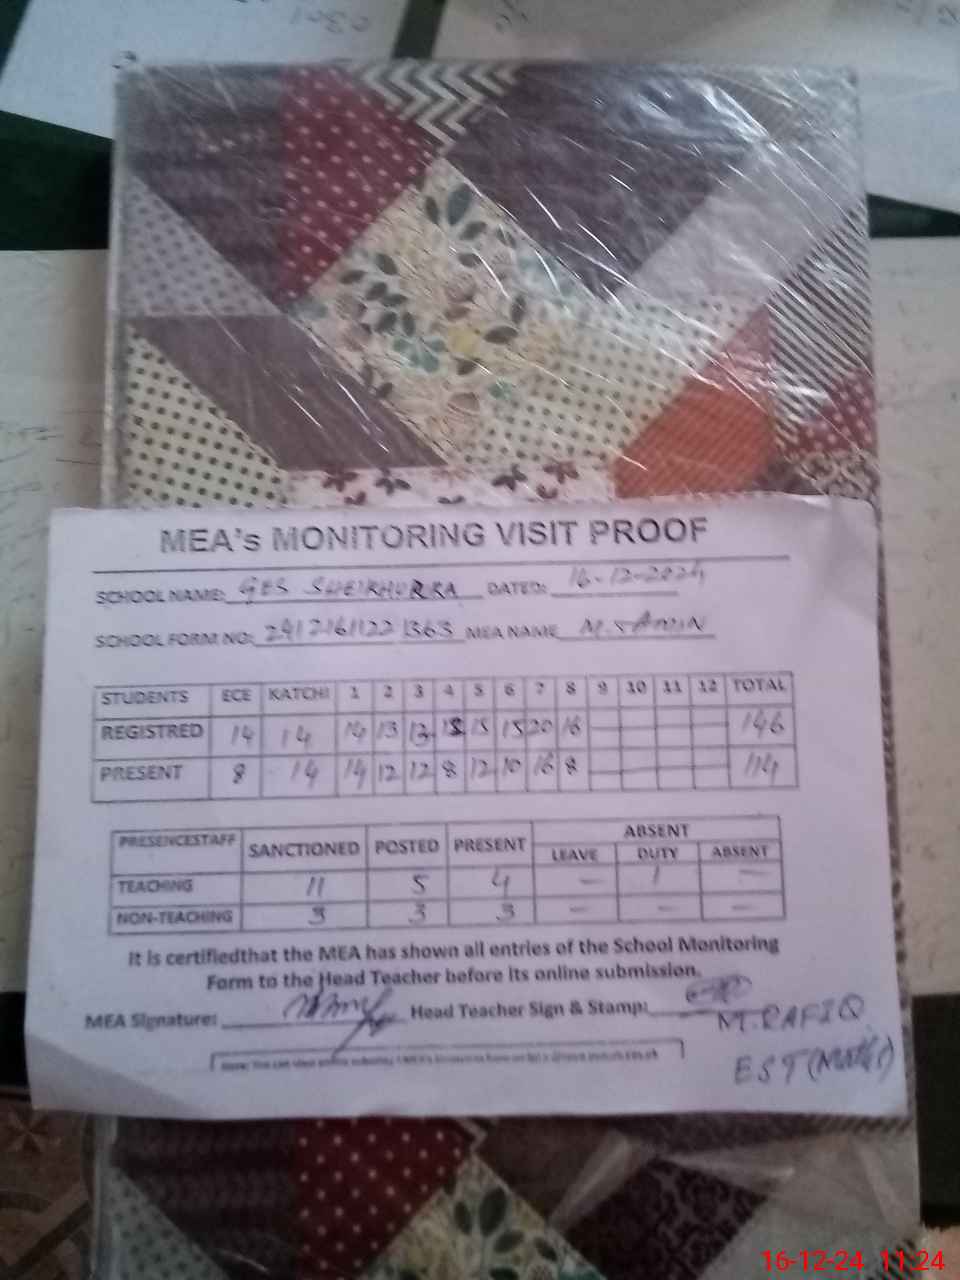 MEA's MONITORING VISIT PROOF
SCHOOL NAME: GES SHEIKHURRA DATED: 16-12-2024
SCHOOL FORM NO: MEA NAME M.
STUDENTS ECE KATCHI 1 2 3 4 5 6 7 8 9 10 11 12 TOTAL
REGISTRED 14 14 14 13 13 15 15 20 16 146
PRESENT 8 14 14 12 12 8 12 10 16 8 114
PRESENCESTAFF SANCTIONED POSTED PRESENT ABSENT
LEAVE DUTY ABSENT
TEACHING 11 5 4 — 1 —
NON-TEACHING 3 3 3 — — —
It is certifiedthat the MEA has shown all entries of the School Monitoring
Form to the Head Teacher before its online submission.
MEA Signature: Head Teacher Sign & Stamp:
M.RAFIQ
EST (Maths)
16-12-24 11:24